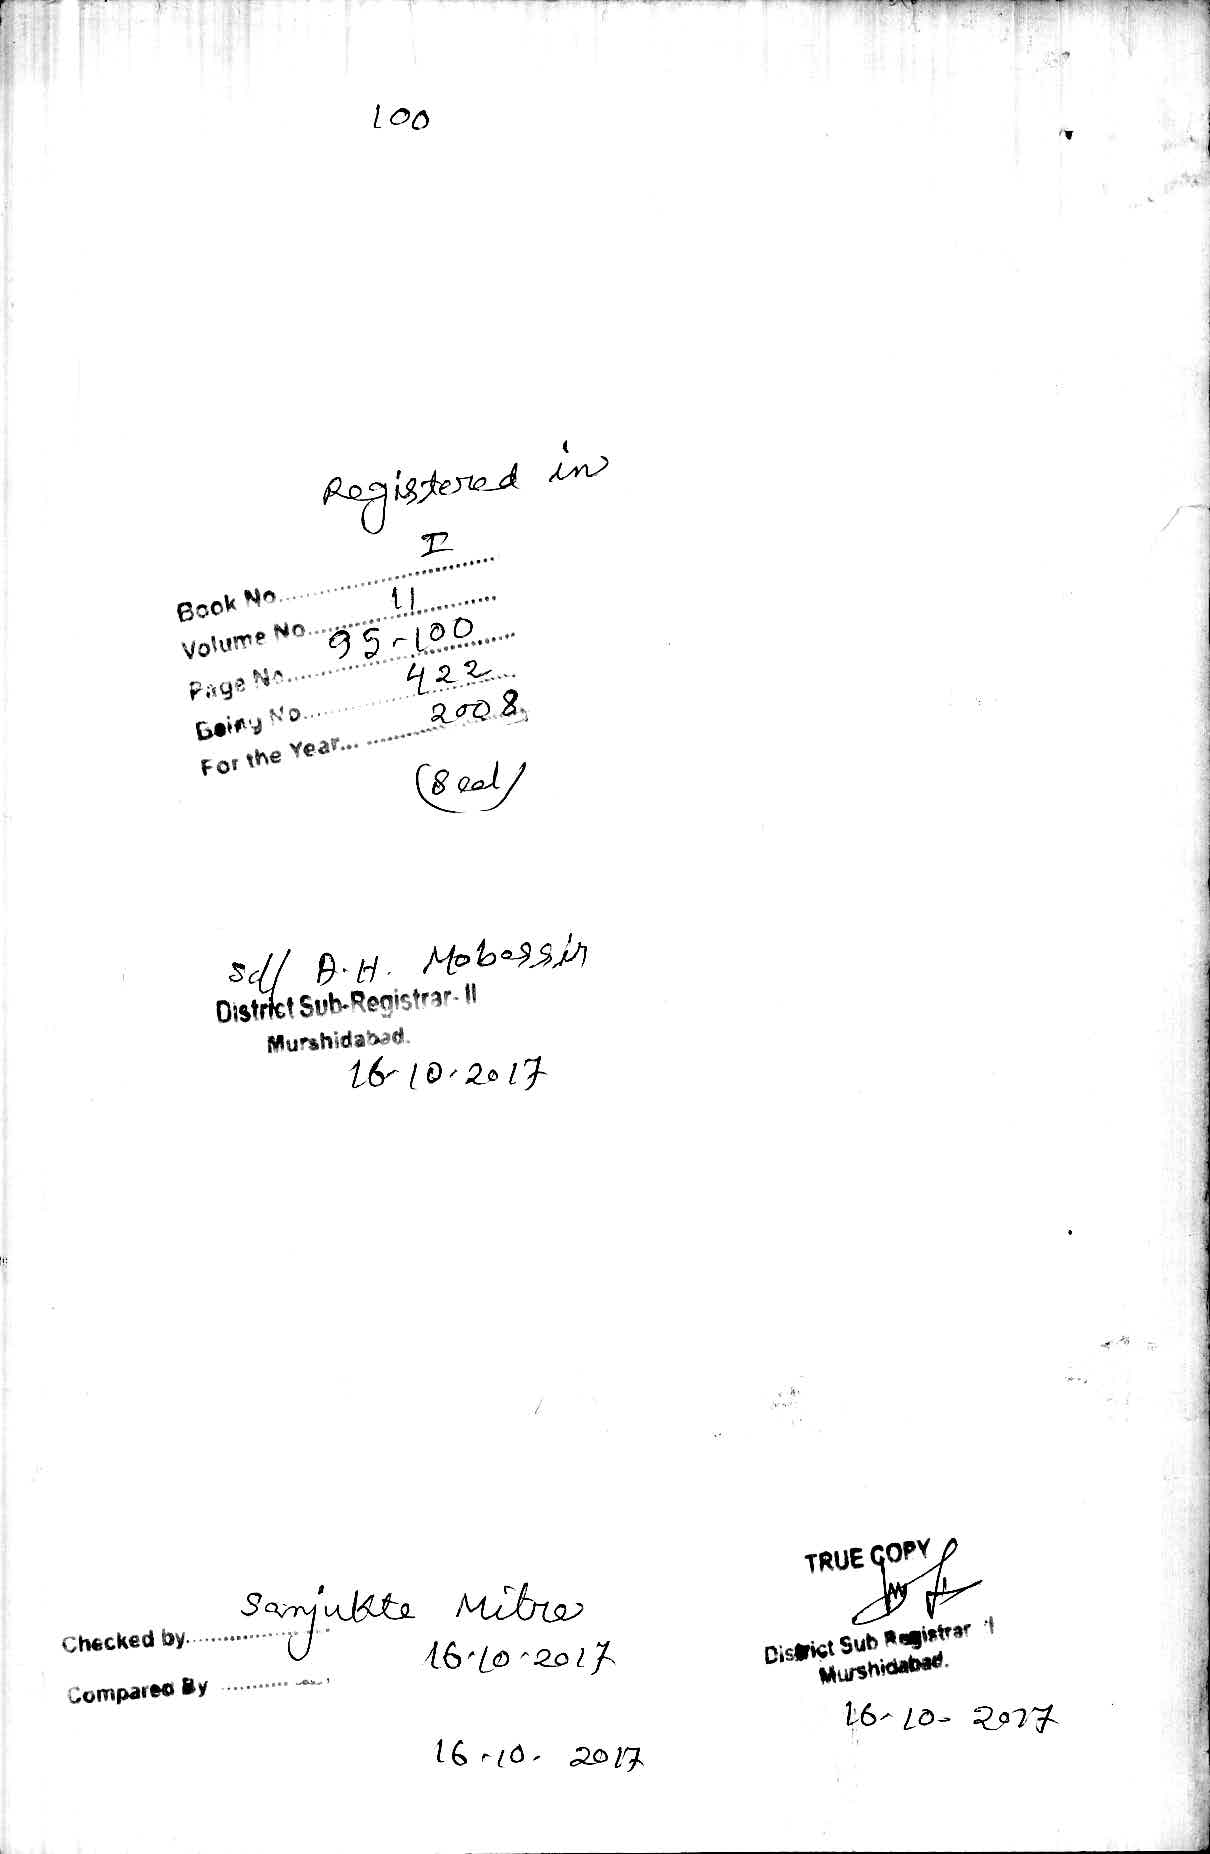 100
Registered in
Book No. I
Volume No. 11
Page No. 95-100
Being No. 422
For the Year... 2008
(Seal)
Sd/ A.H. Mobassir
District Sub-Registrar-II
Murshidabad.
16-10-2017
TRUE COPY
Sanjukta Mitra
Checked by
16-10-2017
District Sub Registrar
Murshidabad.
Compared By
16-10-2017
16-10-2017